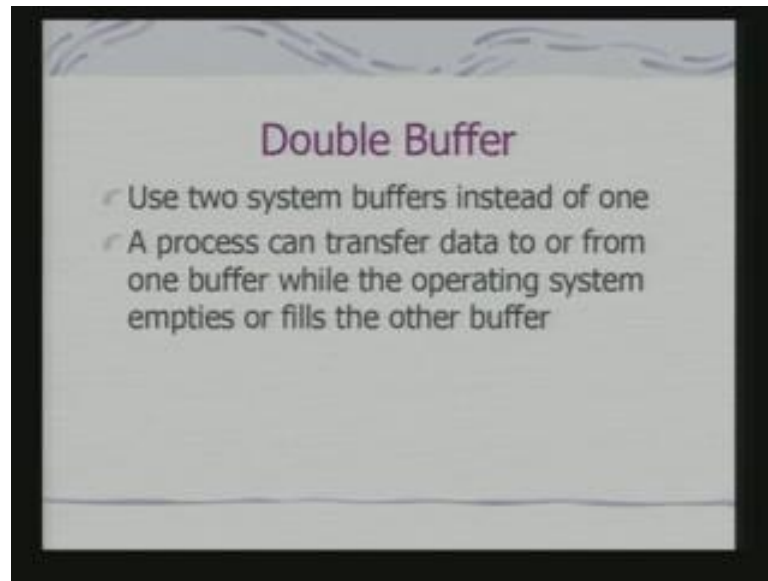 Double Buffer
Use two system buffers instead of one
A process can transfer data to or from
one buffer while the operating system
empties or fills the other buffer